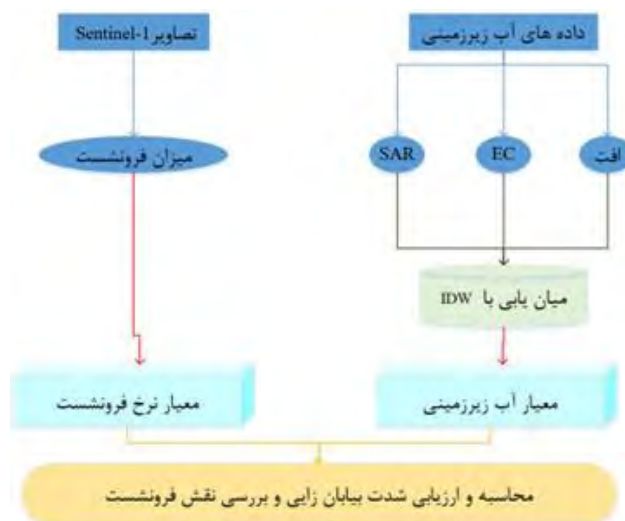 داده های آب زیرزمینی
تصاویر Sentinel-1
افت
EC
SAR
میزان فرونشست
میان یابی با IDW
معیار آب زیرزمینی
معیار نرخ فرونشست
محاسبه و ارزیابی شدت بیابان زایی و بررسی نقش فرونشست